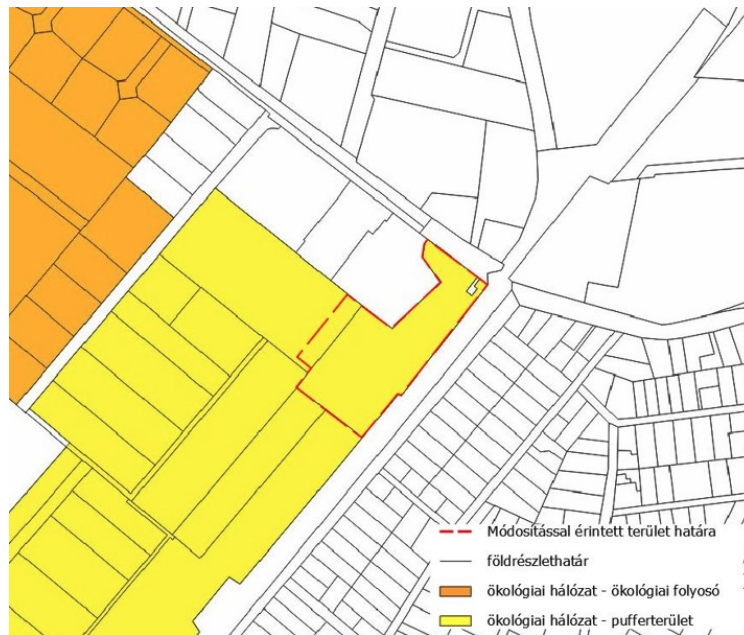 Módosítással érintett terület határa
földrészlethatár
ökológiai hálózat - ökológiai folyosó
ökológiai hálózat - pufferterület